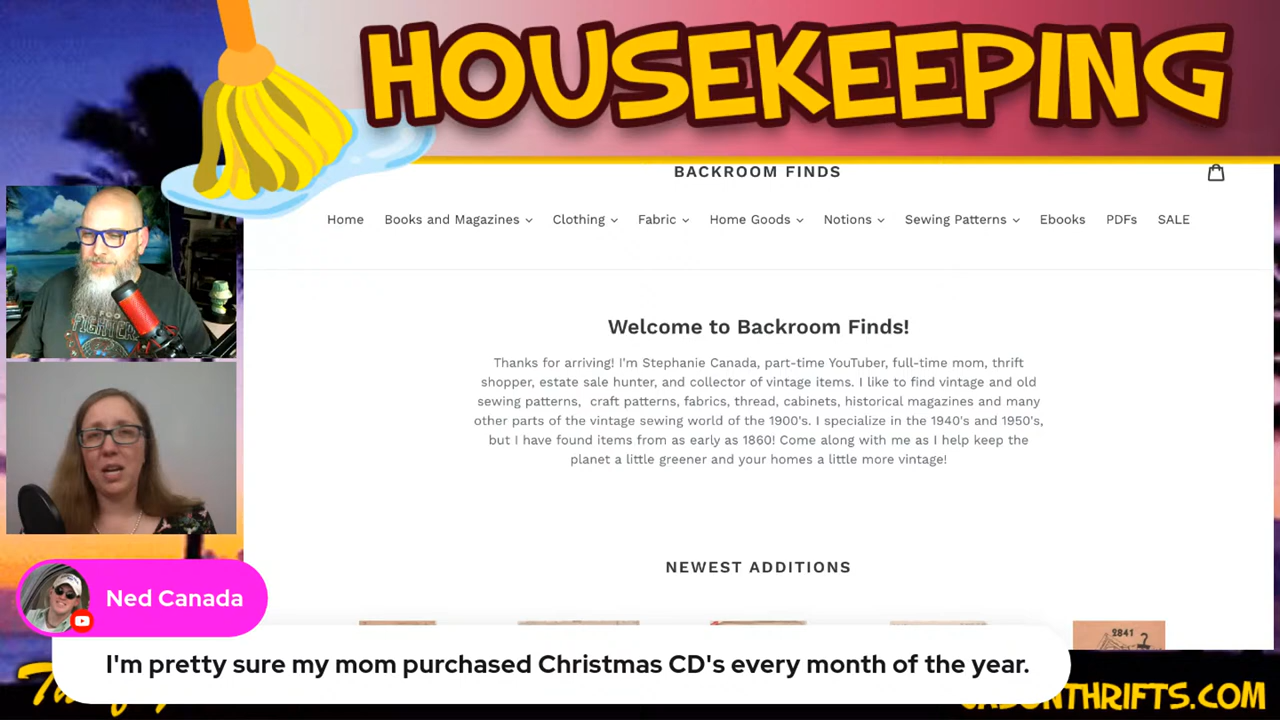 HOUSEKEEPING
BACKROOM FINDS
Home Books and Magazines Clothing Fabric Home Goods Notions Sewing Patterns Ebooks PDFs SALE
Welcome to Backroom Finds!
Thanks for arriving! I'm Stephanie Canada, part-time YouTuber, full-time mom, thrift
shopper, estate sale hunter, and collector of vintage items. I like to find vintage and old
sewing patterns, craft patterns, fabrics, thread, cabinets, historical magazines and many
other parts of the vintage sewing world of the 1900's. I specialize in the 1940's and 1950's,
but I have found items from as early as 1860! Come along with me as I help keep the
planet a little greener and your homes a little more vintage!
FOO
FIGHTERS
NEWEST ADDITIONS
2841
Ned Canada
I'm pretty sure my mom purchased Christmas CD's every month of the year.
THRIFTS.COM